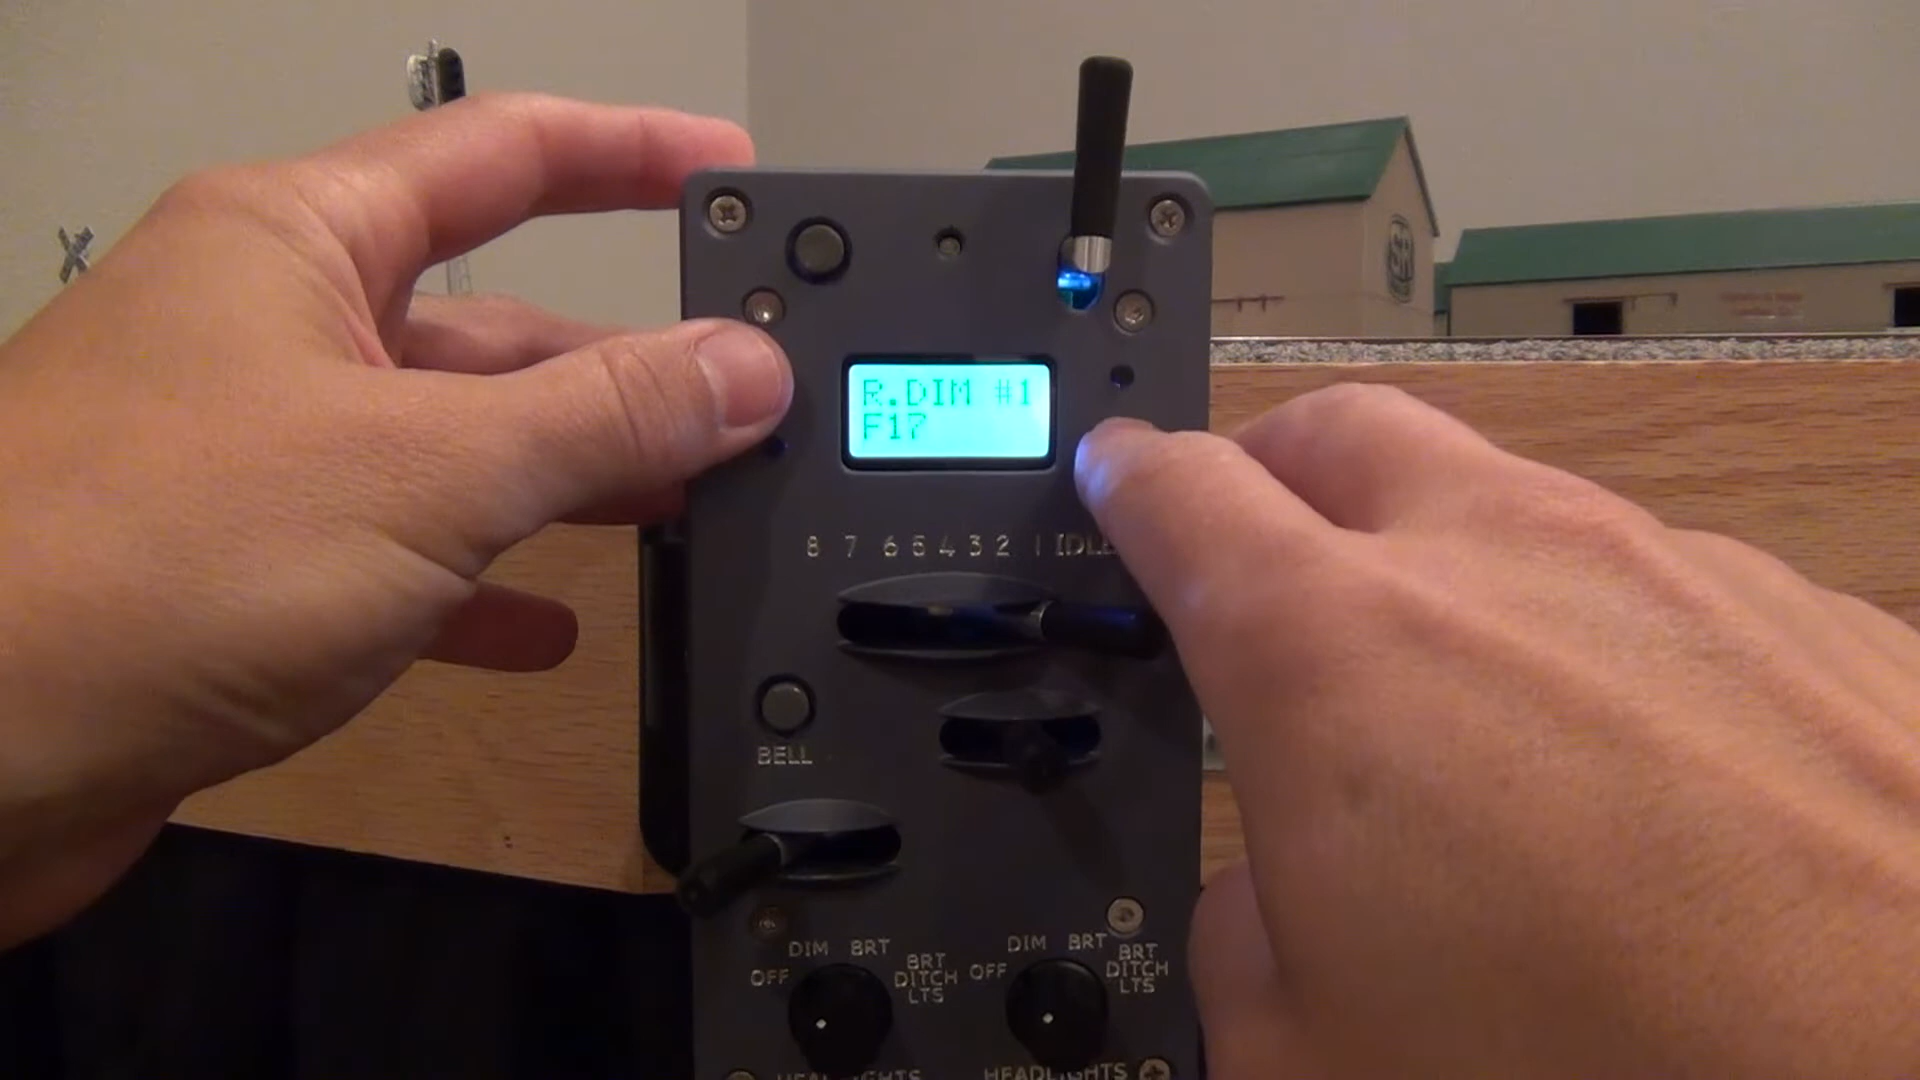 R.DIM #1
F17
8 7 6 5 4 3 2 1 IDLE
BELL
DIM BRT
OFF
BRT
DITCH
LTS
DIM BRT
OFF
BRT
DITCH
LTS
HEADLIGHTS
HEADLIGHTS